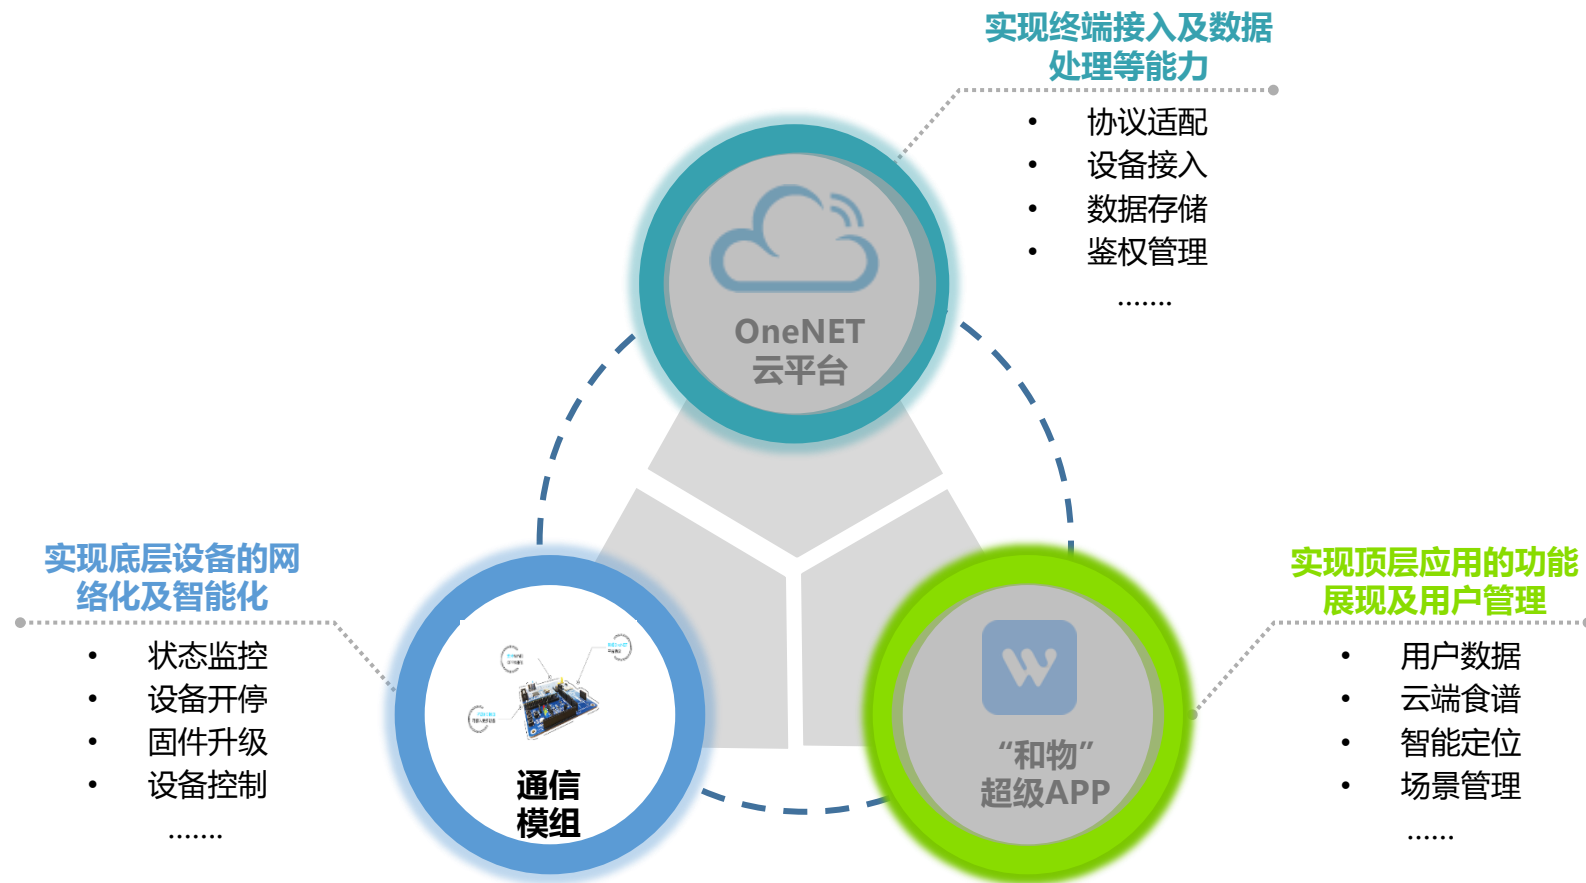 实现终端接入及数据
处理等能力
• 协议适配
• 设备接入
• 数据存储
• 鉴权管理
.......
OneNET
云平台
实现底层设备的网
络化及智能化
• 状态监控
• 设备开停
• 固件升级
• 设备控制
.......
通信
模组
实现顶层应用的功能
展现及用户管理
• 用户数据
• 云端食谱
• 智能定位
• 场景管理
......
“和物”
超级APP